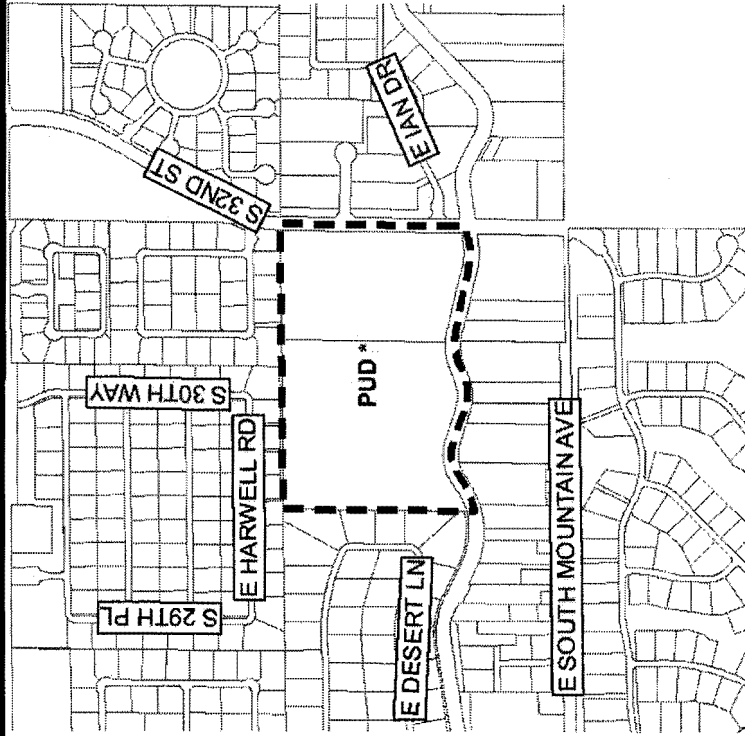 E IAN DR
S 32ND ST
PUD *
S 30TH WAY
E HARWELL RD
S 29TH PL
E DESERT LN
E SOUTH MOUNTAIN AVE